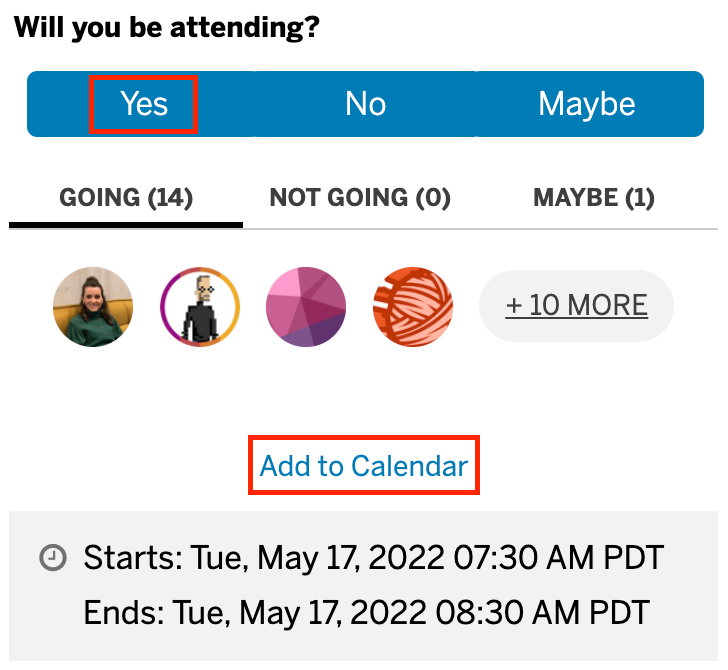 Will you be attending?
Yes No Maybe
GOING (14) NOT GOING (0) MAYBE (1)
+ 10 MORE
Add to Calendar
Starts: Tue, May 17, 2022 07:30 AM PDT
Ends: Tue, May 17, 2022 08:30 AM PDT